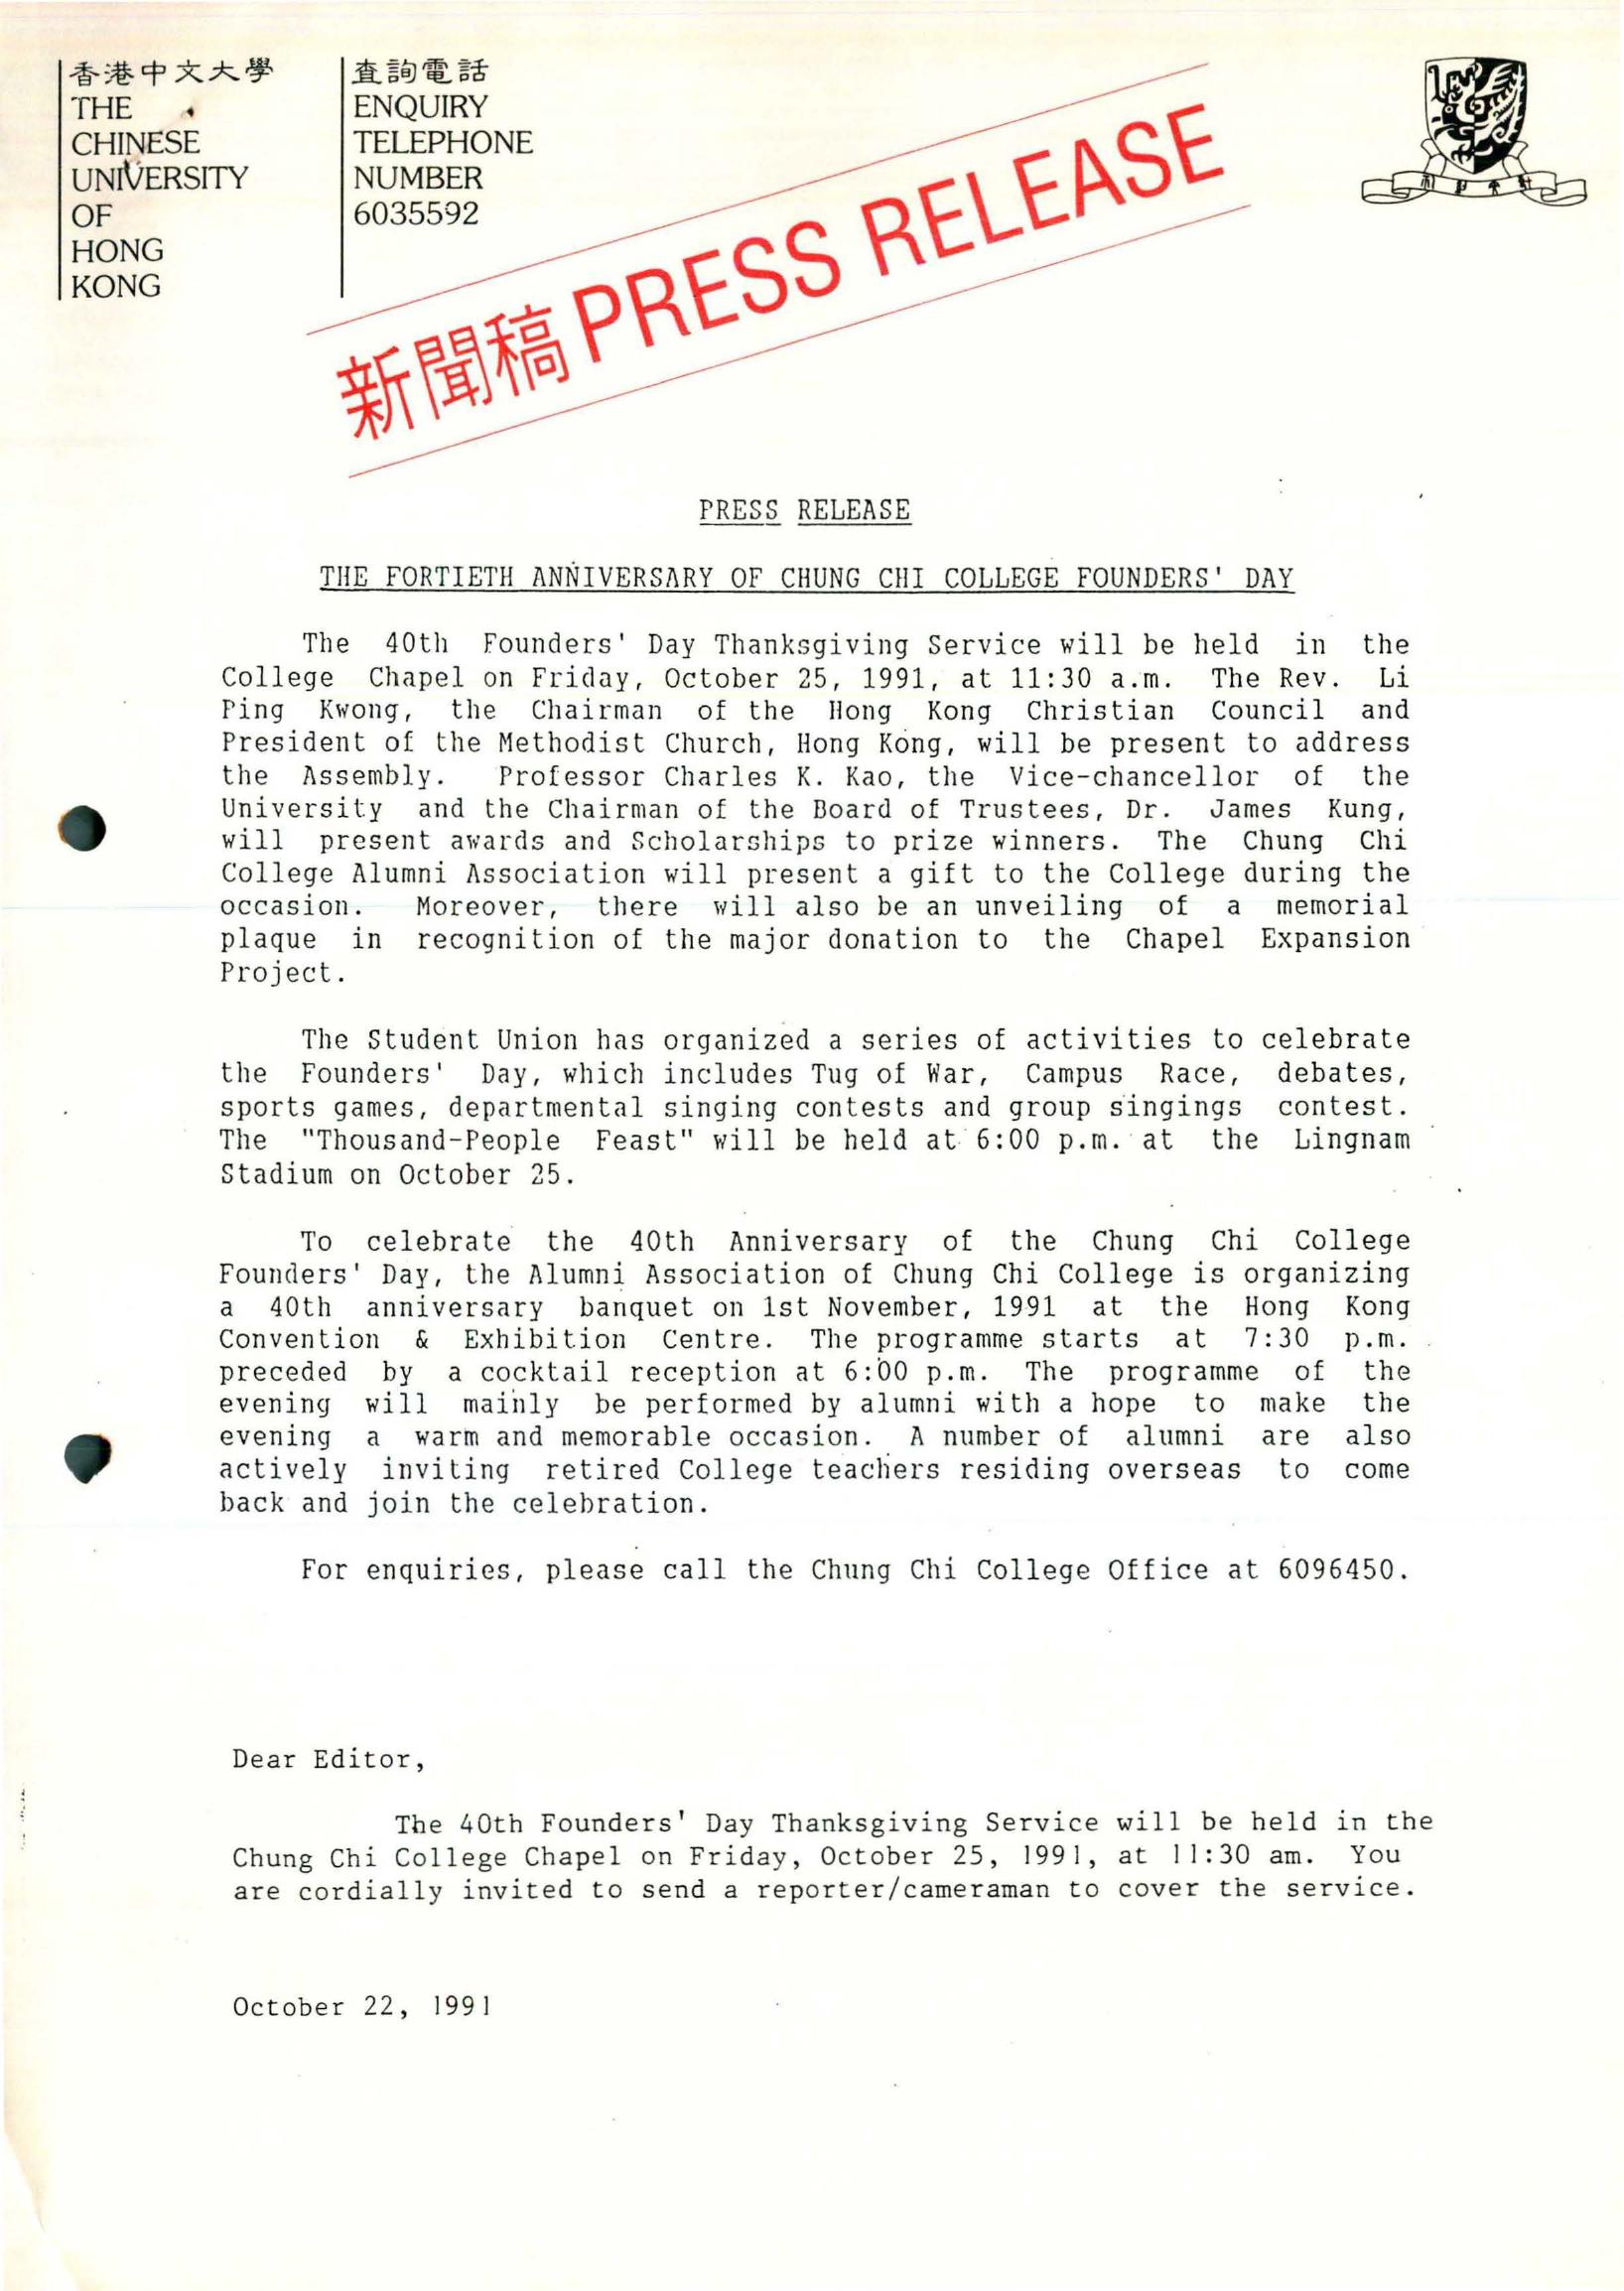 香港中文大學
THE
CHINESE
UNIVERSITY
OF
HONG
KONG
查詢電話
ENQUIRY
TELEPHONE
NUMBER
6035592
新聞稿 PRESS RELEASE
PRESS RELEASE
THE FORTIETH ANNIVERSARY OF CHUNG CHI COLLEGE FOUNDERS' DAY
The 40th Founders' Day Thanksgiving Service will be held in the
College Chapel on Friday, October 25, 1991, at 11:30 a.m. The Rev. Li
Ping Kwong, the Chairman of the Hong Kong Christian Council and
President of the Methodist Church, Hong Kong, will be present to address
the Assembly. Professor Charles K. Kao, the Vice-chancellor of the
University and the Chairman of the Board of Trustees, Dr. James Kung,
will present awards and Scholarships to prize winners. The Chung Chi
College Alumni Association will present a gift to the College during the
occasion. Moreover, there will also be an unveiling of a memorial
plaque in recognition of the major donation to the Chapel Expansion
Project.
The Student Union has organized a series of activities to celebrate
the Founders' Day, which includes Tug of War, Campus Race, debates,
sports games, departmental singing contests and group singings contest.
The "Thousand-People Feast" will be held at 6:00 p.m. at the Lingnam
Stadium on October 25.
To celebrate the 40th Anniversary of the Chung Chi College
Founders' Day, the Alumni Association of Chung Chi College is organizing
a 40th anniversary banquet on 1st November, 1991 at the Hong Kong
Convention & Exhibition Centre. The programme starts at 7:30 p.m.
preceded by a cocktail reception at 6:00 p.m. The programme of the
evening will mainly be performed by alumni with a hope to make the
evening a warm and memorable occasion. A number of alumni are also
actively inviting retired College teachers residing overseas to come
back and join the celebration.
For enquiries, please call the Chung Chi College Office at 6096450.
Dear Editor,
The 40th Founders' Day Thanksgiving Service will be held in the
Chung Chi College Chapel on Friday, October 25, 1991, at 11:30 am. You
are cordially invited to send a reporter/cameraman to cover the service.
October 22, 1991